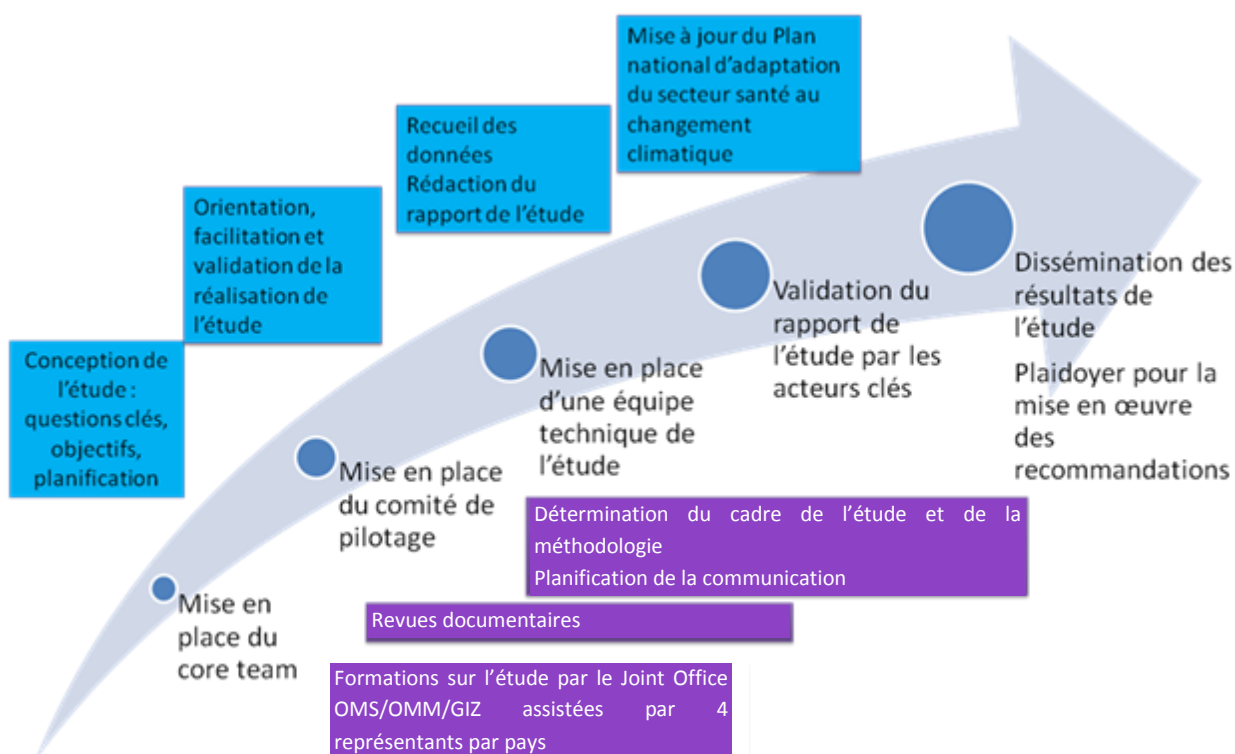 Mise à jour du Plan
national d'adaptation
du secteur santé au
changement
climatique
Recueil des
données
Rédaction du
rapport de l'étude
Orientation,
facilitation et
validation de la
réalisation de
l'étude
Conception de
l'étude :
questions clés,
objectifs,
planification
Mise en
place du
core team
Mise en place
du comité de
pilotage
Mise en place
d'une équipe
technique de
l'étude
Validation du
rapport de
l'étude par les
acteurs clés
Dissémination des
résultats de
l'étude
Plaidoyer pour la
mise en œuvre
des
recommandations
Détermination du cadre de l'étude et de la
méthodologie
Planification de la communication
Revues documentaires
Formations sur l'étude par le Joint Office
OMS/OMM/GIZ assistées par 4
représentants par pays